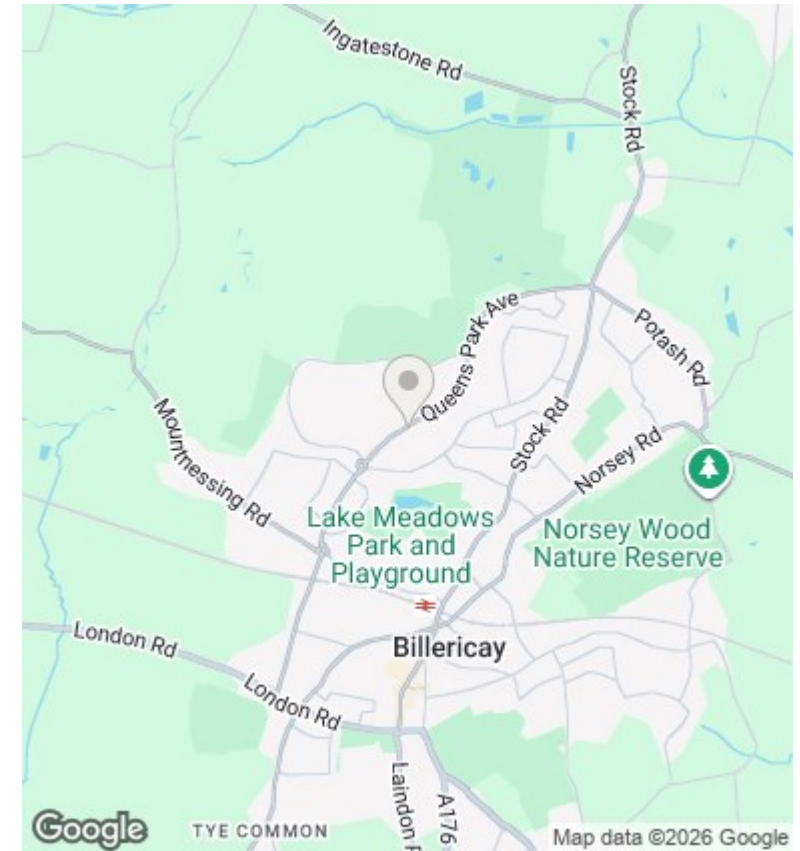 Ingatestone Rd
Stock Rd
Queens Park Ave
Potash Rd
Mountnessing Rd
Stock Rd
Norsey Rd
Lake Meadows
Park and
Playground
Norsey Wood
Nature Reserve
London Rd
Billericay
London Rd
Laindon R
A176
Google
TYE COMMON
Map data ©2026 Google